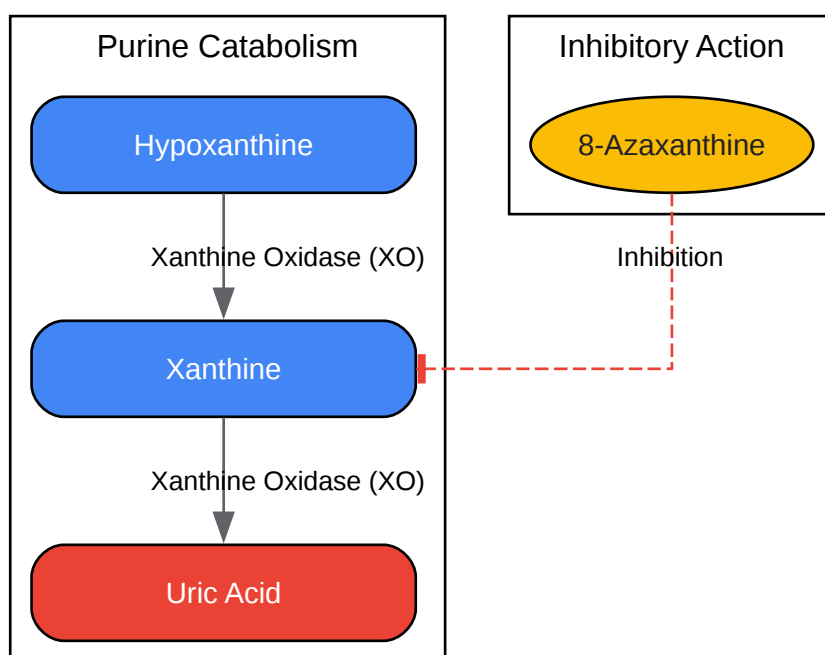 Purine Catabolism
Hypoxanthine
Xanthine Oxidase (XO)
Xanthine
Xanthine Oxidase (XO)
Uric Acid
Inhibitory Action
8-Azaxanthine
Inhibition